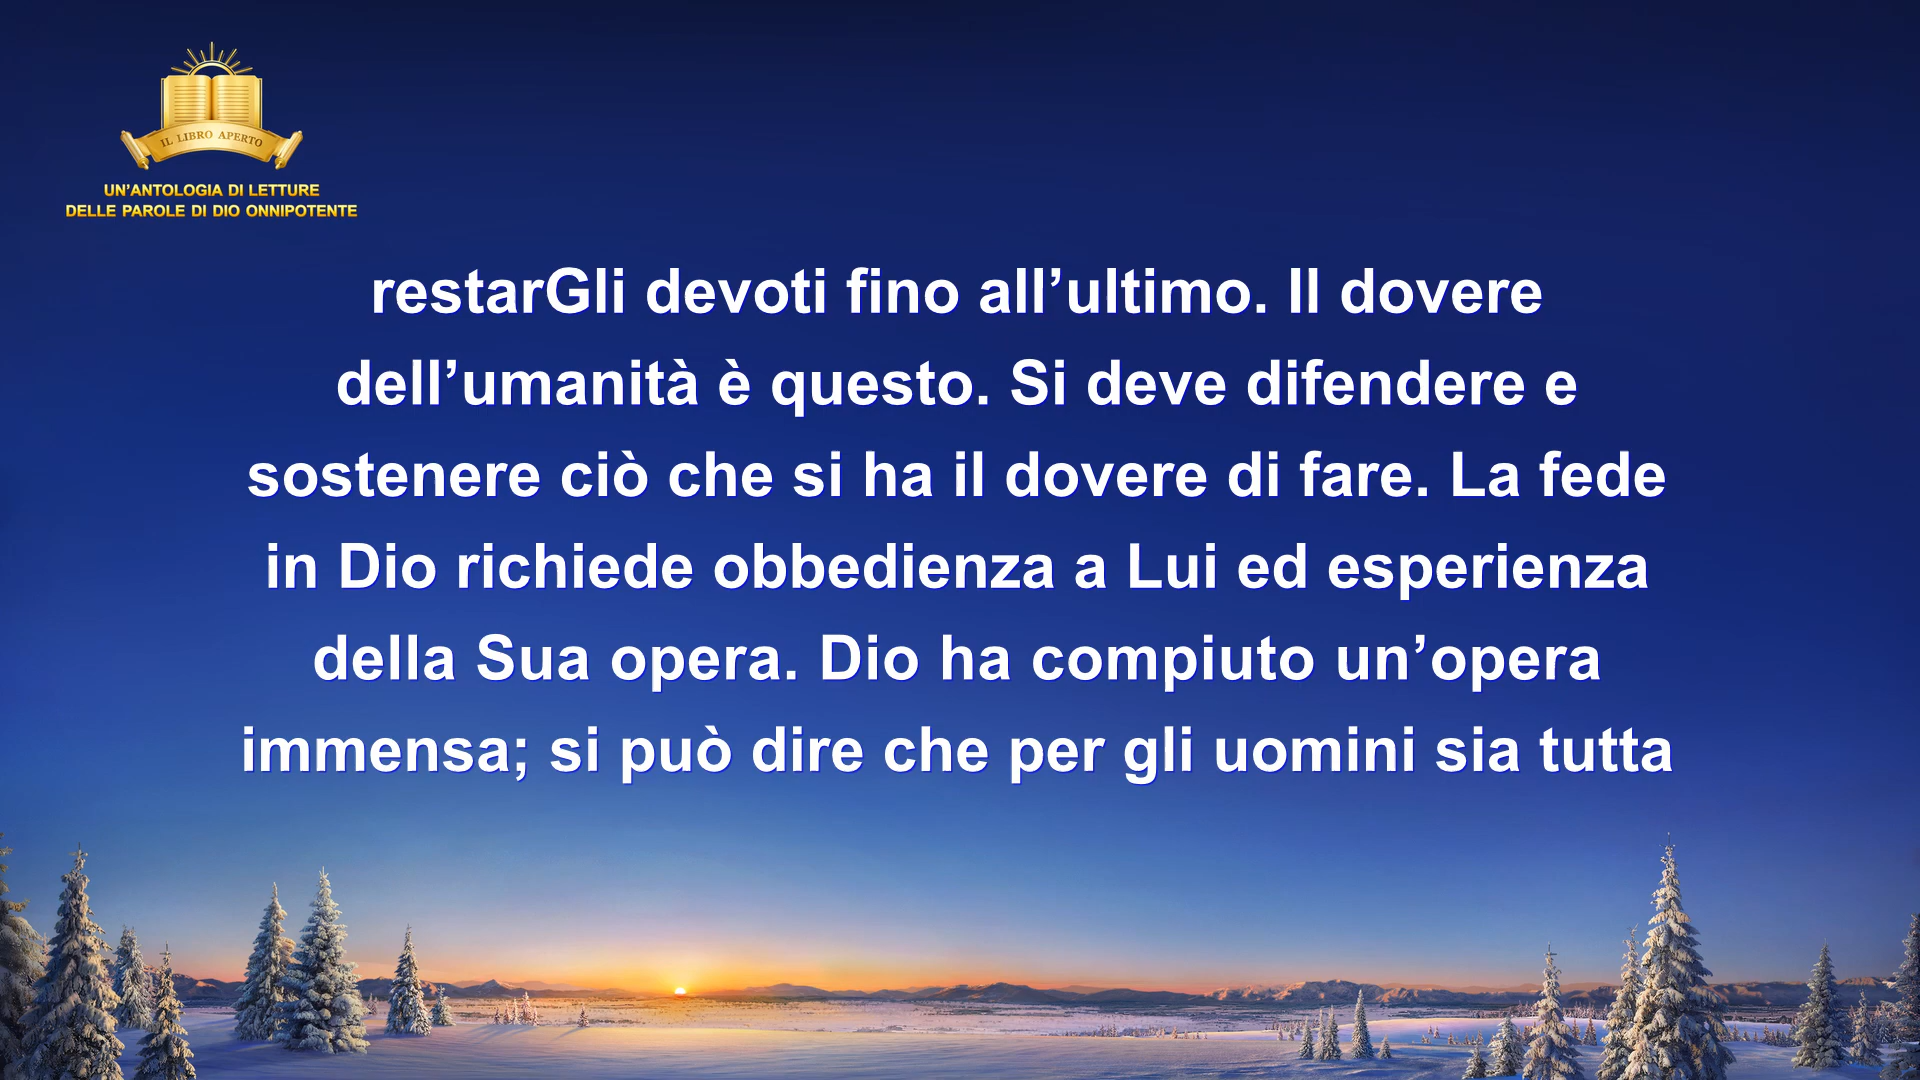 IL LIBRO APERTO
UN’ANTOLOGIA DI LETTURE
DELLE PAROLE DI DIO ONNIPOTENTE
restarGli devoti fino all’ultimo. Il dovere
dell’umanità è questo. Si deve difendere e
sostenere ciò che si ha il dovere di fare. La fede
in Dio richiede obbedienza a Lui ed esperienza
della Sua opera. Dio ha compiuto un’opera
immensa; si può dire che per gli uomini sia tutta